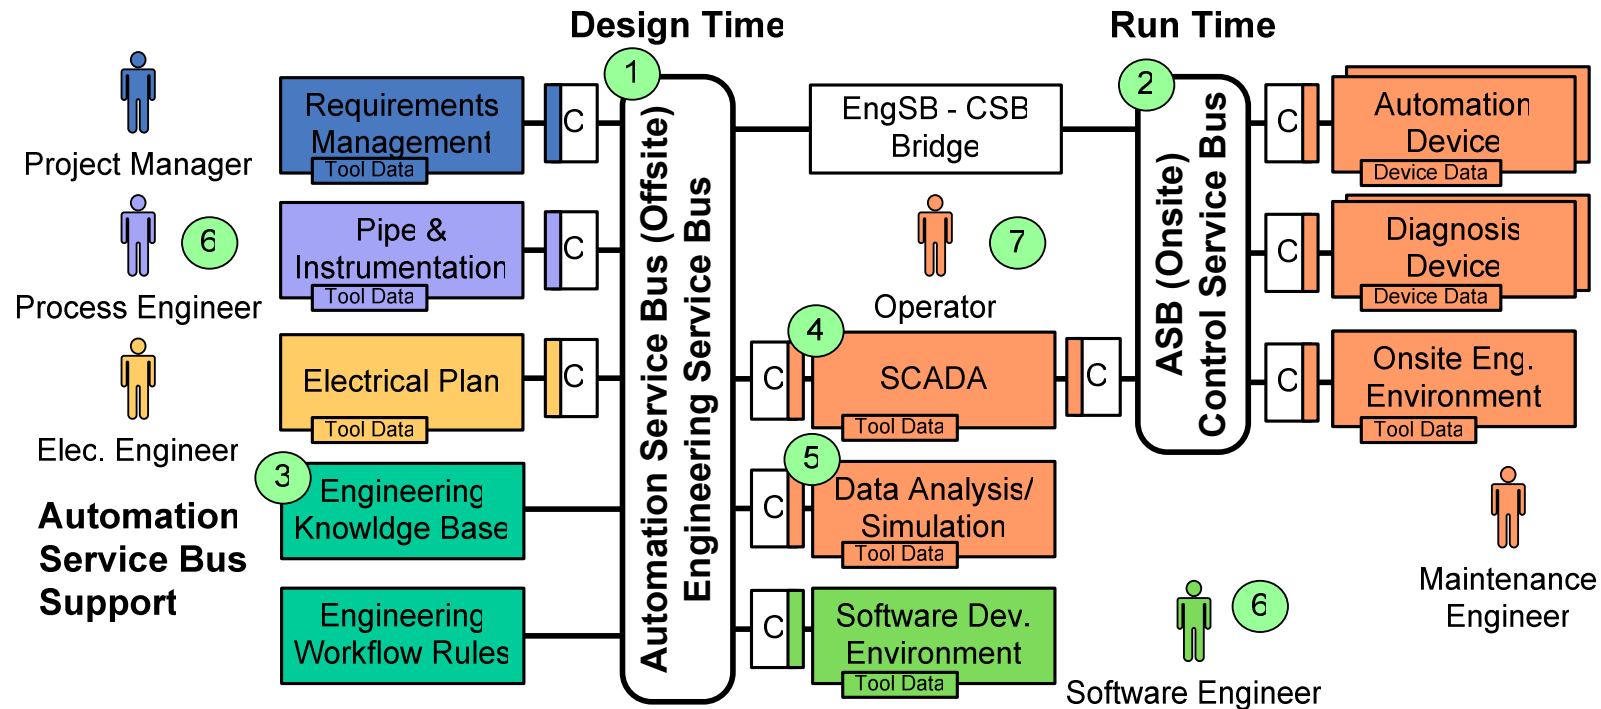 Design Time
Run Time
1
2
Requirements
Management
Tool Data
C
Project Manager
EngSB - CSB
Bridge
C
Automation
Device
Device Data
Pipe &
Instrumentation
Tool Data
C
6
Process Engineer
7
Operator
C
Diagnosis
Device
Device Data
Automation Service Bus (Offsite)
Engineering Service Bus
ASB (Onsite)
Control Service Bus
Electrical Plan
Tool Data
C
Elec. Engineer
4
C
SCADA
Tool Data
C
C
Onsite Eng.
Environment
Tool Data
3
Engineering
Knowldge Base
5
C
Data Analysis/
Simulation
Tool Data
Automation
Service Bus
Support
Maintenance
Engineer
Engineering
Workflow Rules
C
Software Dev.
Environment
Tool Data
6
Software Engineer